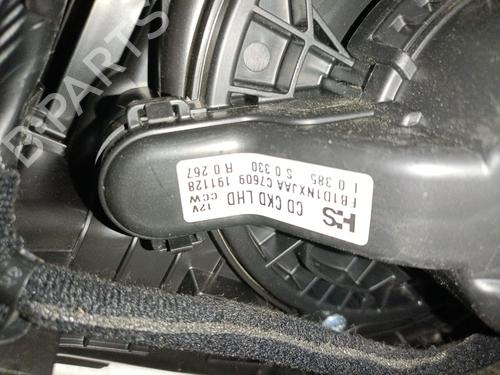 HS
CD CKD LHD
12V
CCW
FB1D1NXJAA C7609 191128
L 0.385 S 0.330 R 0.267
B-PARTS